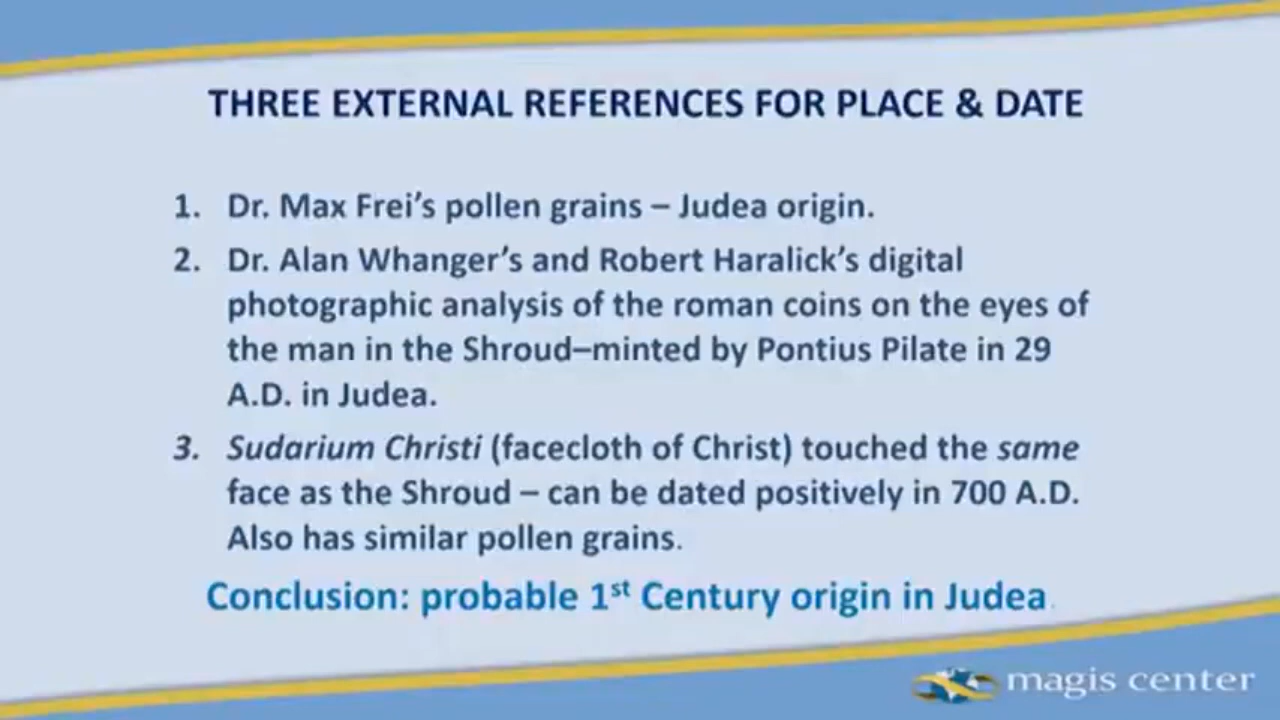 THREE EXTERNAL REFERENCES FOR PLACE & DATE
1. Dr. Max Frei's pollen grains – Judea origin.
2. Dr. Alan Whanger's and Robert Haralick's digital
photographic analysis of the roman coins on the eyes of
the man in the Shroud–minted by Pontius Pilate in 29
A.D. in Judea.
3. Sudarium Christi (facecloth of Christ) touched the same
face as the Shroud – can be dated positively in 700 A.D.
Also has similar pollen grains.
Conclusion: probable 1st Century origin in Judea.
magis center